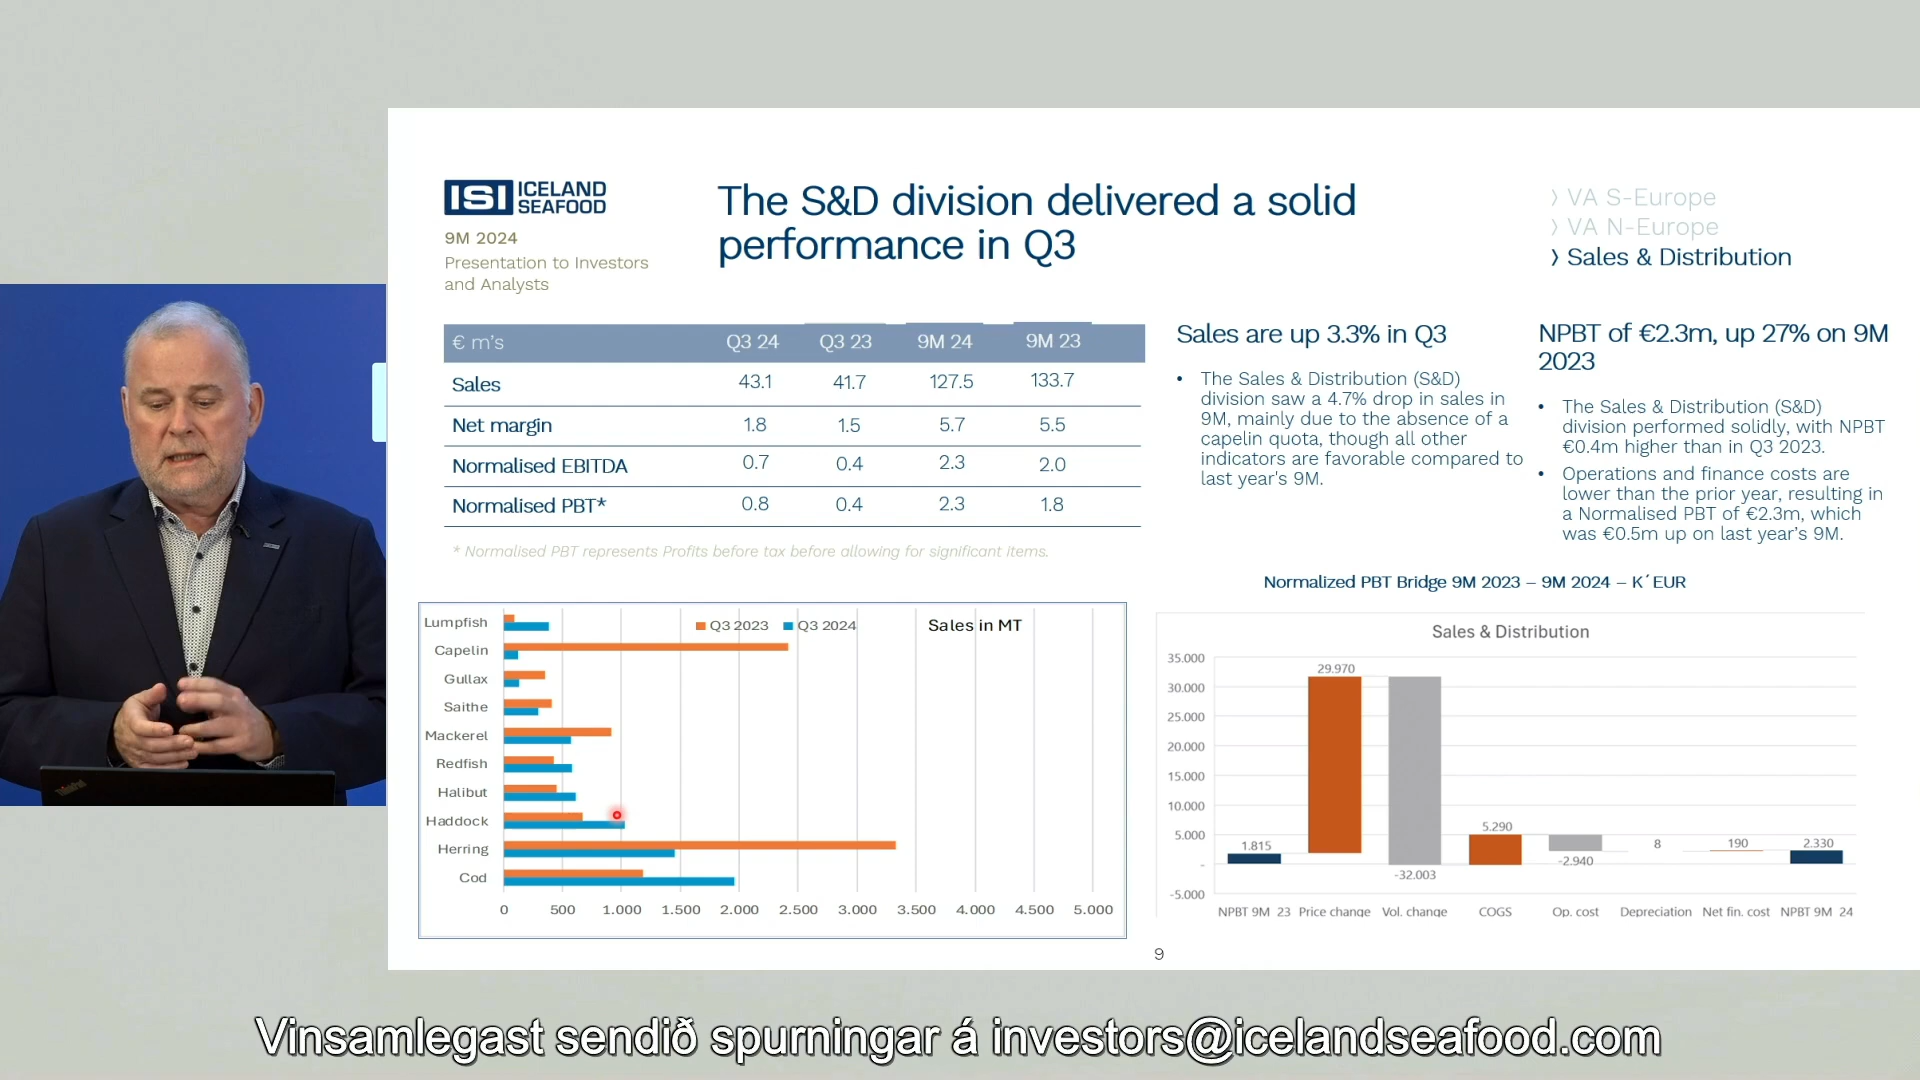 ISI ICELAND
SEAFOOD
9M 2024
Presentation to Investors
and Analysts
The S&D division delivered a solid
performance in Q3
› VA S-Europe
› VA N-Europe
› Sales & Distribution
€ m's Q3 24 Q3 23 9M 24 9M 23
Sales 43.1 41.7 127.5 133.7
Net margin 1.8 1.5 5.7 5.5
Normalised EBITDA 0.7 0.4 2.3 2.0
Normalised PBT* 0.8 0.4 2.3 1.8
* Normalised PBT represents Profits before tax before allowing for significant items.
Sales are up 3.3% in Q3
• The Sales & Distribution (S&D)
division saw a 4.7% drop in sales in
9M, mainly due to the absence of a
capelin quota, though all other
indicators are favorable compared to
last year's 9M.
NPBT of €2.3m, up 27% on 9M
2023
• The Sales & Distribution (S&D)
division performed solidly, with NPBT
€0.4m higher than in Q3 2023.
• Operations and finance costs are
lower than the prior year, resulting in
a Normalised PBT of €2.3m, which
was €0.5m up on last year's 9M.
Q3 2023 Q3 2024 Sales in MT
Lumpfish
Capelin
Gullax
Saithe
Mackerel
Redfish
Halibut
Haddock
Herring
Cod
0 500 1.000 1.500 2.000 2.500 3.000 3.500 4.000 4.500 5.000
Normalized PBT Bridge 9M 2023 – 9M 2024 – K´EUR
Sales & Distribution
35.000
30.000
25.000
20.000
15.000
10.000
5.000
-
-5.000
1.815 29.970 -32.003 5.290 -2.940 8 190 2.330
NPBT 9M 23 Price change Vol. change COGS Op. cost Depreciation Net fin. cost NPBT 9M 24
9
ThinkPad
Vinsamlegast sendið spurningar á investors@icelandseafood.com